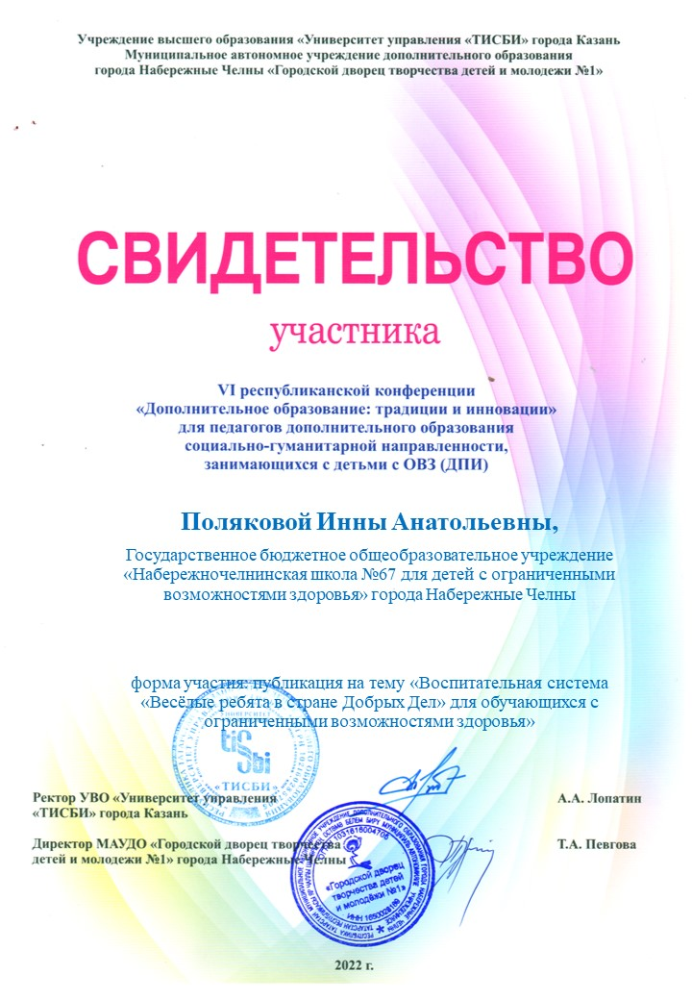 Учреждение высшего образования «Университет управления «ТИСБИ» города Казань
Муниципальное автономное учреждение дополнительного образования
города Набережные Челны «Городской дворец творчества детей и молодежи №1»
СВИДЕТЕЛЬСТВО
участника
VI республиканской конференции
«Дополнительное образование: традиции и инновации»
для педагогов дополнительного образования
социально-гуманитарной направленности,
занимающихся с детьми с ОВЗ (ДПИ)
Поляковой Инны Анатольевны,
Государственное бюджетное общеобразовательное учреждение
«Набережночелнинская школа №67 для детей с ограниченными
возможностями здоровья» города Набережные Челны
форма участия: публикация на тему «Воспитательная система
«Весёлые ребята в стране Добрых Дел» для обучающихся с
ограниченными возможностями здоровья»
tisbi
«ТИСБИ»
Ректор УВО «Университет управления
«ТИСБИ» города Казань
А.А. Лопатин
Директор МАУДО «Городской дворец творчества
детей и молодежи №1» города Набережные Челны
Т.А. Певгова
«Городской дворец
творчества детей
и молодёжи №1»
2022 г.